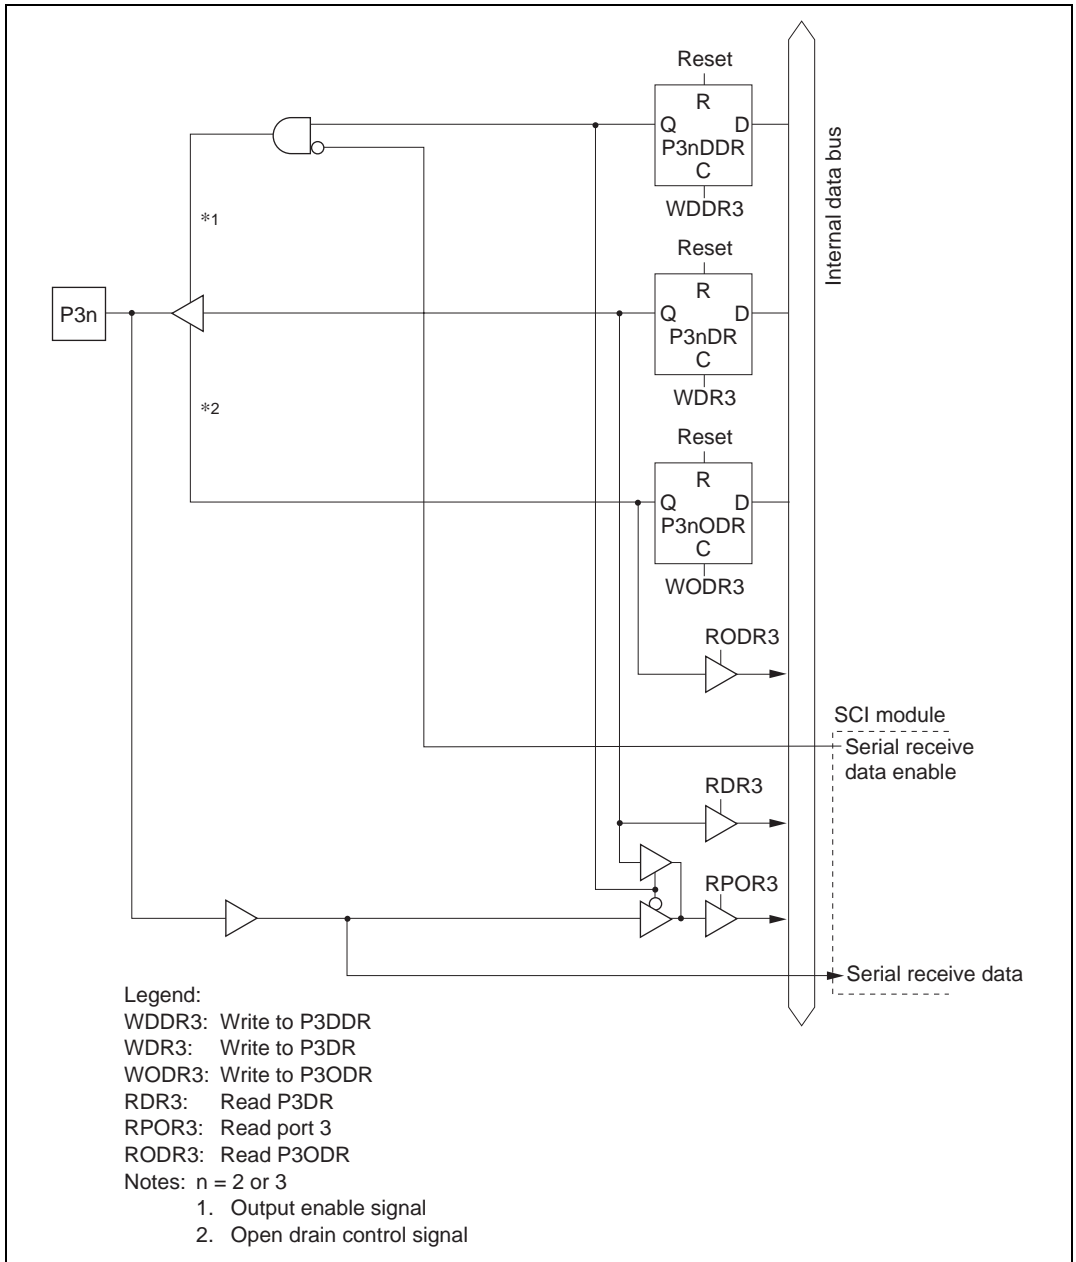 Reset
R
Q D
P3nDDR
C
WDDR3
Internal data bus
*1
Reset
R
Q D
P3nDR
C
WDR3
P3n
*2
Reset
R
Q D
P3nODR
C
WODR3
RODR3
SCI module
Serial receive
data enable
RDR3
RPOR3
Serial receive data
Legend:
WDDR3: Write to P3DDR
WDR3: Write to P3DR
WODR3: Write to P3ODR
RDR3: Read P3DR
RPOR3: Read port 3
RODR3: Read P3ODR
Notes: n = 2 or 3
1. Output enable signal
2. Open drain control signal